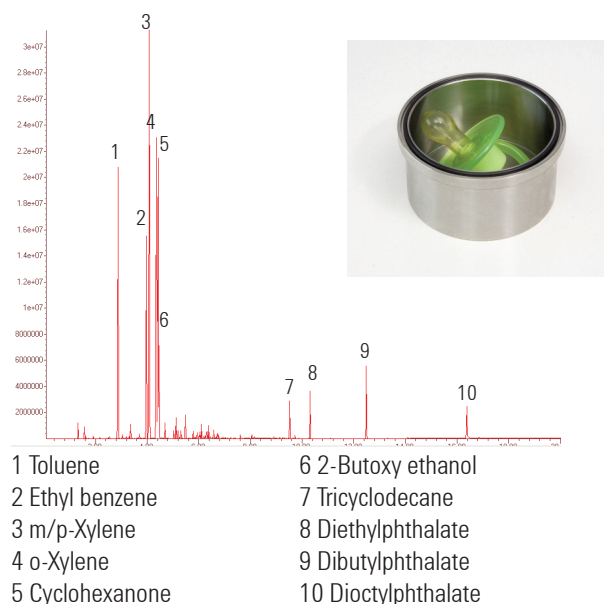 3
3e+07
2.8e+07
2.6e+07
2.4e+07
4
5
2.2e+07
1
2e+07
1.8e+07
2
1.6e+07
1.4e+07
1.2e+07
1e+07
6
8000000
9
6000000
8
7
10
4000000
2000000
1 Toluene
2 Ethyl benzene
3 m/p-Xylene
4 o-Xylene
5 Cyclohexanone
6 2-Butoxy ethanol
7 Tricyclodecane
8 Diethylphthalate
9 Dibutylphthalate
10 Dioctylphthalate